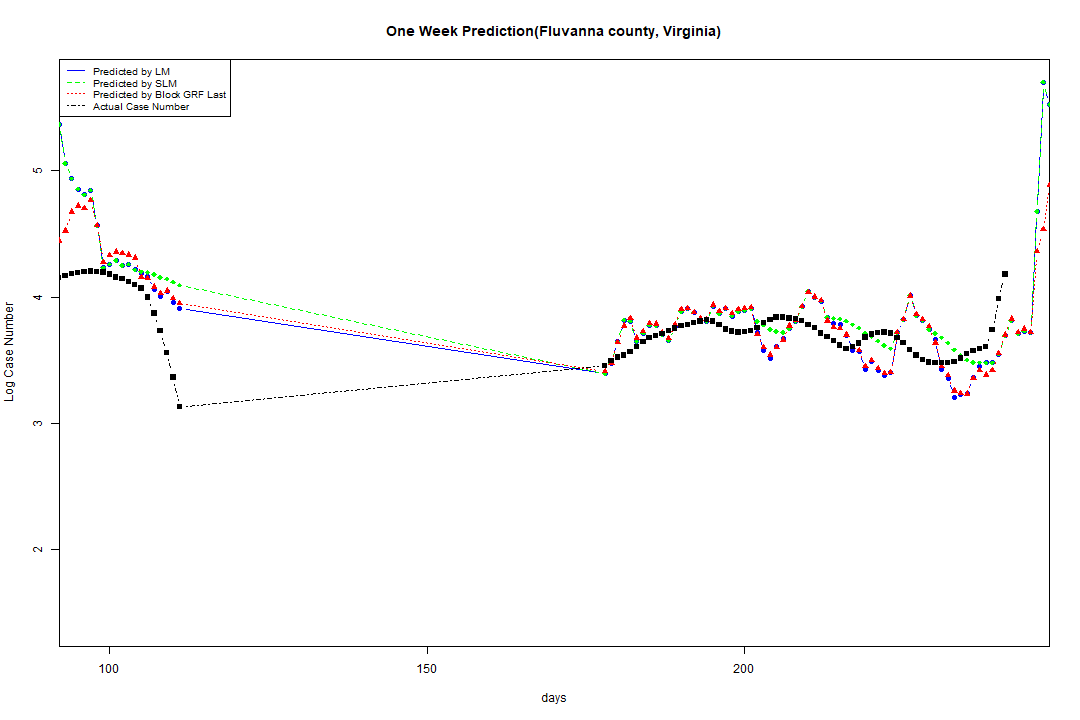 One Week Prediction(Fluvanna county, Virginia)
Predicted by LM
Predicted by SLM
Predicted by Block GRF Last
Actual Case Number
5
4
3
2
Log Case Number
100 150 200
days